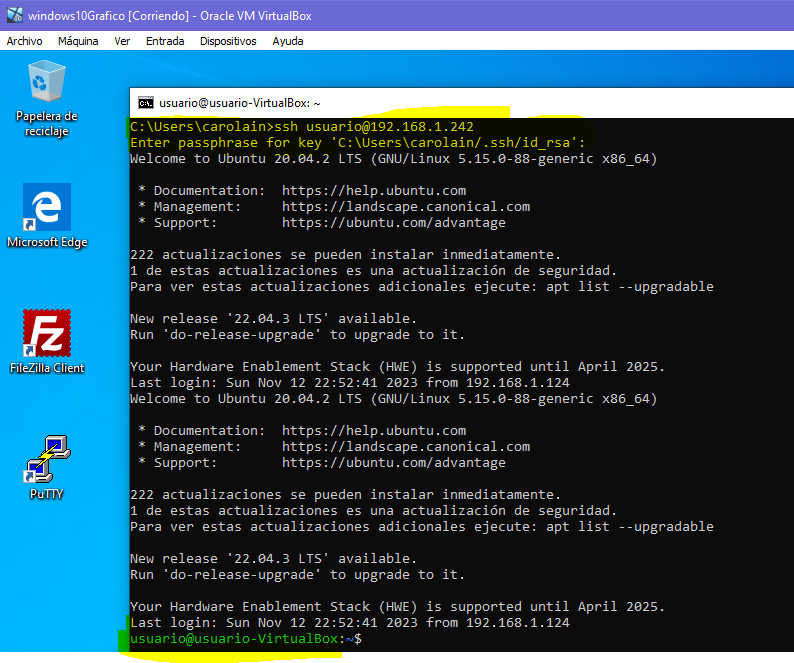 windows10Grafico [Corriendo] - Oracle VM VirtualBox
Archivo Máquina Ver Entrada Dispositivos Ayuda
Papelera de
reciclaje
Microsoft Edge
FileZilla Client
PuTTY
usuario@usuario-VirtualBox: ~
C:\Users\carolain>ssh usuario@192.168.1.242
Enter passphrase for key 'C:\Users\carolain/.ssh/id_rsa':
Welcome to Ubuntu 20.04.2 LTS (GNU/Linux 5.15.0-88-generic x86_64)
* Documentation: https://help.ubuntu.com
* Management: https://landscape.canonical.com
* Support: https://ubuntu.com/advantage
222 actualizaciones se pueden instalar inmediatamente.
1 de estas actualizaciones es una actualización de seguridad.
Para ver estas actualizaciones adicionales ejecute: apt list --upgradable
New release '22.04.3 LTS' available.
Run 'do-release-upgrade' to upgrade to it.
Your Hardware Enablement Stack (HWE) is supported until April 2025.
Last login: Sun Nov 12 22:52:41 2023 from 192.168.1.124
Welcome to Ubuntu 20.04.2 LTS (GNU/Linux 5.15.0-88-generic x86_64)
* Documentation: https://help.ubuntu.com
* Management: https://landscape.canonical.com
* Support: https://ubuntu.com/advantage
222 actualizaciones se pueden instalar inmediatamente.
1 de estas actualizaciones es una actualización de seguridad.
Para ver estas actualizaciones adicionales ejecute: apt list --upgradable
New release '22.04.3 LTS' available.
Run 'do-release-upgrade' to upgrade to it.
Your Hardware Enablement Stack (HWE) is supported until April 2025.
Last login: Sun Nov 12 22:52:41 2023 from 192.168.1.124
usuario@usuario-VirtualBox:~$